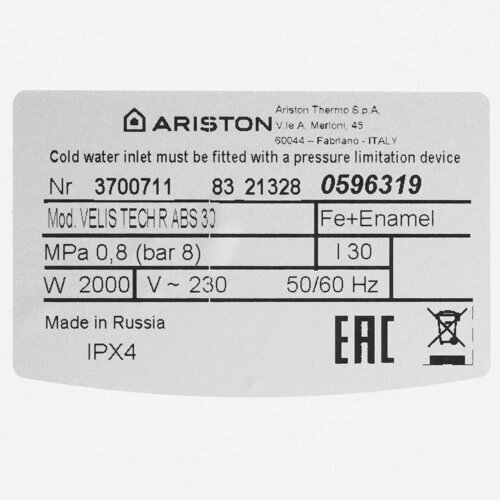 ARISTON
Ariston Thermo S.p.A.
V.le A. Merloni, 45
60044 – Fabriano - ITALY
Cold water inlet must be fitted with a pressure limitation device
Nr 3700711 83 21328 0596319
Mod. VELIS TECH R ABS 30 Fe+Enamel
MPa 0,8 (bar 8) l 30
W 2000 V ~ 230 50/60 Hz
Made in Russia
IPX4
EAC